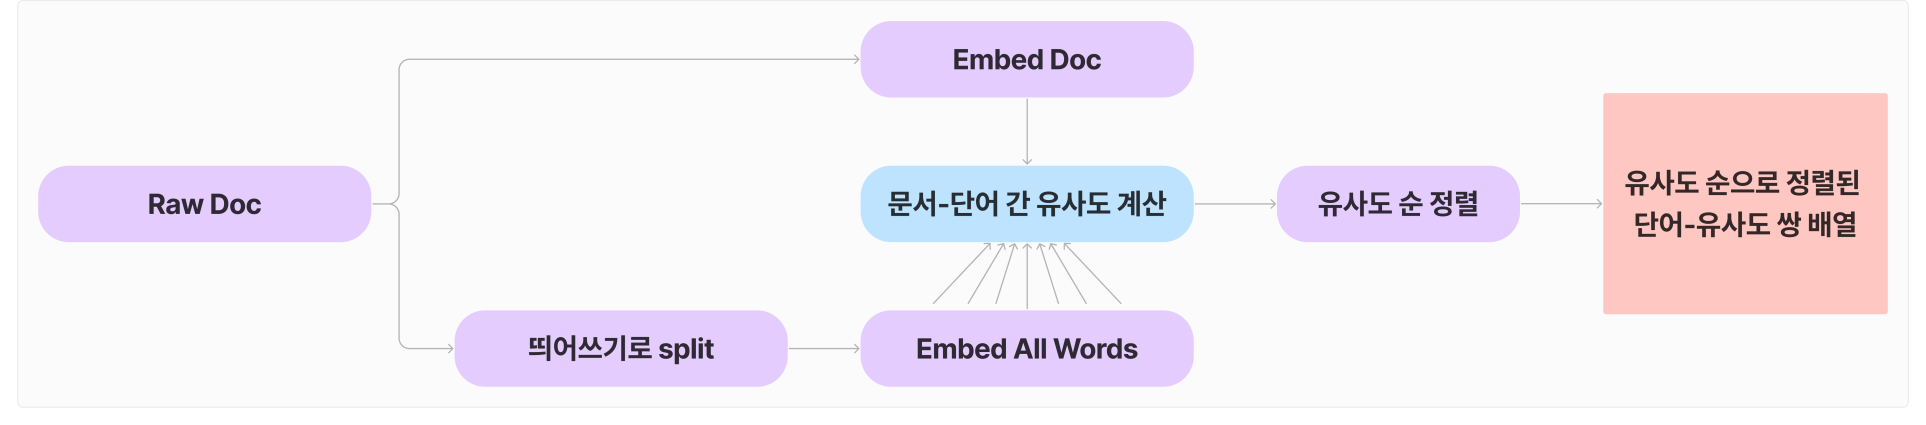 Embed Doc
Raw Doc
문서-단어 간 유사도 계산
유사도 순 정렬
유사도 순으로 정렬된
단어-유사도 쌍 배열
띄어쓰기로 split
Embed All Words